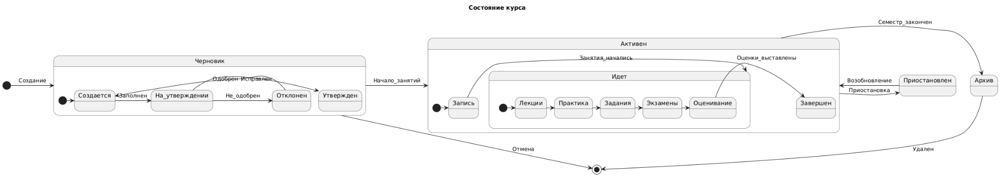 Состояние курса
Семестр_закончен
Активен
Занятия_начались
Оценки_выставлены
Черновик
Идет
Создание
Одобрен
Исправлен
Начало_занятий
Возобновление
Приостановлен
Архив
Приостановка
Создается
Заполнен
На_утверждении
Не_одобрен
Отклонен
Утвержден
Запись
Лекции
Практика
Задания
Экзамены
Оценивание
Завершен
Отмена
Удален